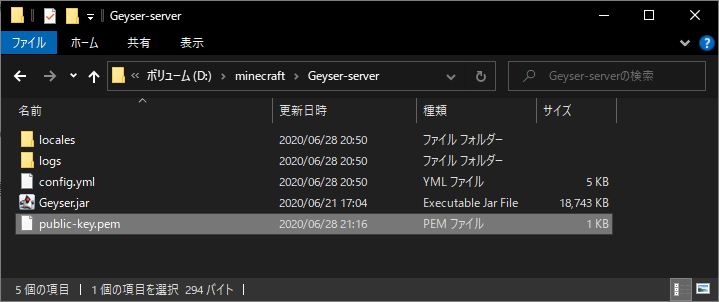 Geyser-server
ファイル ホーム 共有 表示
« ボリューム (D:) › minecraft › Geyser-server
Geyser-serverの検索
名前 更新日時 種類 サイズ
locales 2020/06/28 20:50 ファイル フォルダー
logs 2020/06/28 20:50 ファイル フォルダー
config.yml 2020/06/28 20:50 YML ファイル 5 KB
Geyser.jar 2020/06/21 17:04 Executable Jar File 18,743 KB
public-key.pem 2020/06/28 21:16 PEM ファイル 1 KB
5 個の項目 1 個の項目を選択 294 バイト